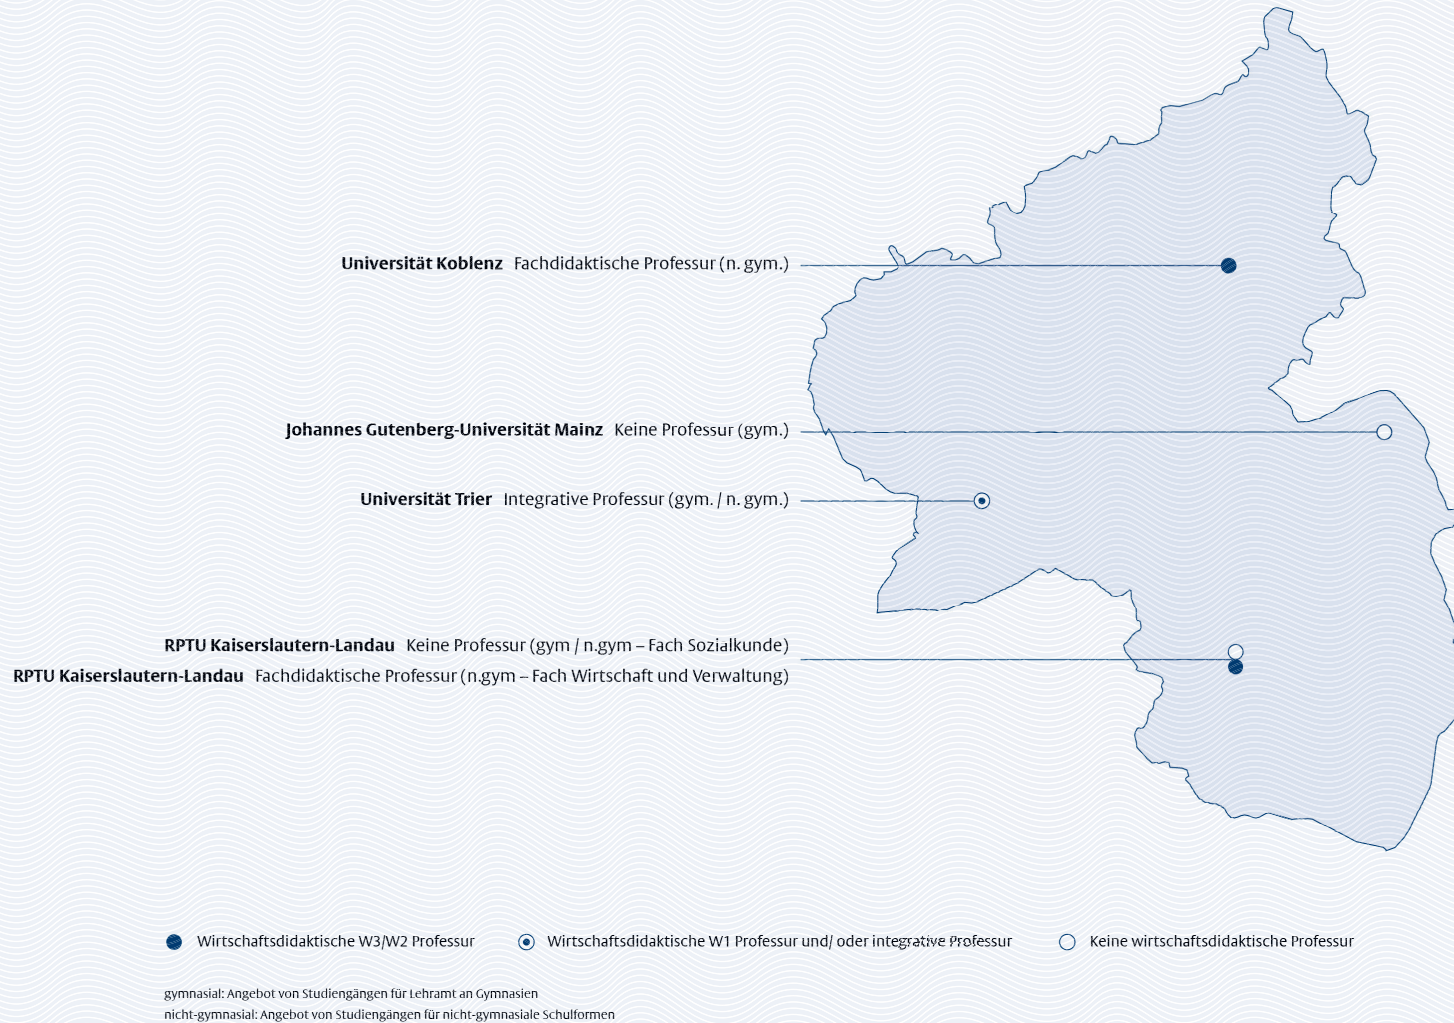 Universität Koblenz Fachdidaktische Professur (n. gym.)
Johannes Gutenberg-Universität Mainz Keine Professur (gym.)
Universität Trier Integrative Professur (gym. / n. gym.)
RPTU Kaiserslautern-Landau Keine Professur (gym / n.gym – Fach Sozialkunde)
RPTU Kaiserslautern-Landau Fachdidaktische Professur (n.gym – Fach Wirtschaft und Verwaltung)
Wirtschaftsdidaktische W3/W2 Professur Wirtschaftsdidaktische W1 Professur und/ oder integrative Professur Keine wirtschaftsdidaktische Professur
gymnasial: Angebot von Studiengängen für Lehramt an Gymnasien
nicht-gymnasial: Angebot von Studiengängen für nicht-gymnasiale Schulformen